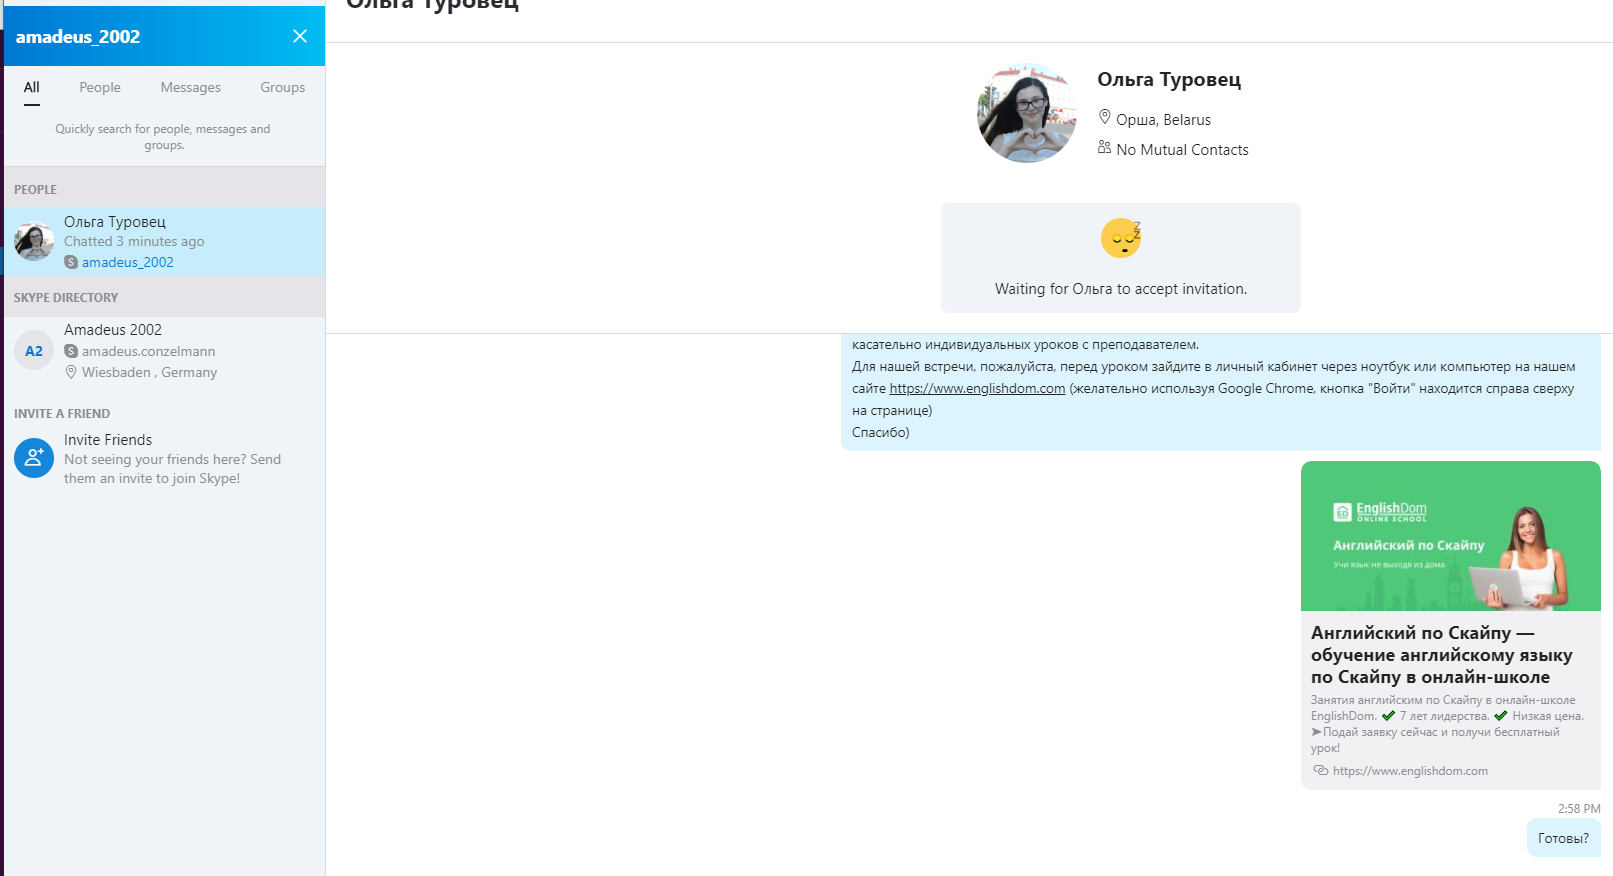 amadeus_2002
All People Messages Groups
Quickly search for people, messages and
groups.
PEOPLE
Ольга Туровец
Chatted 3 minutes ago
amadeus_2002
SKYPE DIRECTORY
A2
Amadeus 2002
amadeus.conzelmann
Wiesbaden , Germany
INVITE A FRIEND
Invite Friends
Not seeing your friends here? Send
them an invite to join Skype!
Ольга Туровец
Ольга Туровец
Орша, Belarus
No Mutual Contacts
Waiting for Ольга to accept invitation.
касательно индивидуальных уроков с преподавателем.
Для нашей встречи, пожалуйста, перед уроком зайдите в личный кабинет через ноутбук или компьютер на нашем
сайте https://www.englishdom.com (желательно используя Google Chrome, кнопка "Войти" находится справа сверху
на странице)
Спасибо)
ED EnglishDom
ONLINE SCHOOL
Английский по Скайпу
Учи язык не выходя из дома
Английский по Скайпу —
обучение английскому языку
по Скайпу в онлайн-школе
Занятия английским по Скайпу в онлайн-школе
EnglishDom. ✔ 7 лет лидерства. ✔ Низкая цена.
➤Подай заявку сейчас и получи бесплатный
урок!
https://www.englishdom.com
2:58 PM
Готовы?